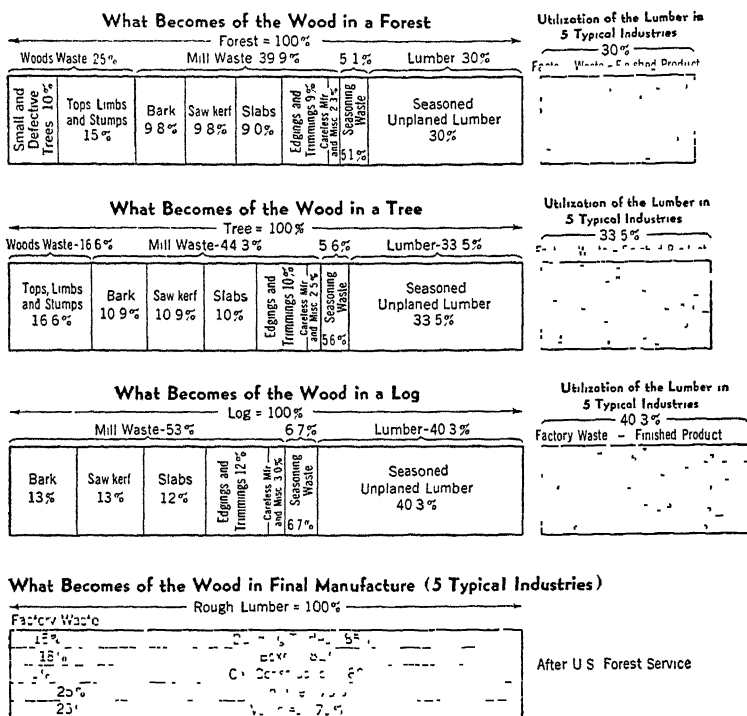 What Becomes of the Wood in a Forest
Forest = 100%
Woods Waste 25%
Mill Waste 39 9%
5 1%
Lumber 30%
Small and Defective Trees 10%
Tops Limbs
and Stumps
15%
Bark
9 8%
Saw kerf
9 8%
Slabs
9 0%
Edgings and
Trimmings 9%
Careless Mfr
and Misc 2 3%
Seasoning
Waste
5 1%
Seasoned
Unplaned Lumber
30%
Utilization of the Lumber in
5 Typical Industries
30%
What Becomes of the Wood in a Tree
Tree = 100%
Woods Waste-16 6%
Mill Waste-44 3%
5 6%
Lumber-33 5%
Tops, Limbs
and Stumps
16 6%
Bark
10 9%
Saw kerf
10 9%
Slabs
10%
Edgings and
Trimmings 10%
Careless Mfr
and Misc 2 5%
Seasoning
Waste
5 6%
Seasoned
Unplaned Lumber
33 5%
Utilization of the Lumber in
5 Typical Industries
33 5%
What Becomes of the Wood in a Log
Log = 100%
Mill Waste-53%
6 7%
Lumber-40 3%
Bark
13%
Saw kerf
13%
Slabs
12%
Edgings and
Trimmings 12%
Careless Mfr
and Misc 3 0%
Seasoning
Waste
6 7%
Seasoned
Unplaned Lumber
40 3%
Utilization of the Lumber in
5 Typical Industries
40 3%
Factory Waste – Finished Product
What Becomes of the Wood in Final Manufacture (5 Typical Industries)
Rough Lumber = 100%
Factory Waste
After U S Forest Service